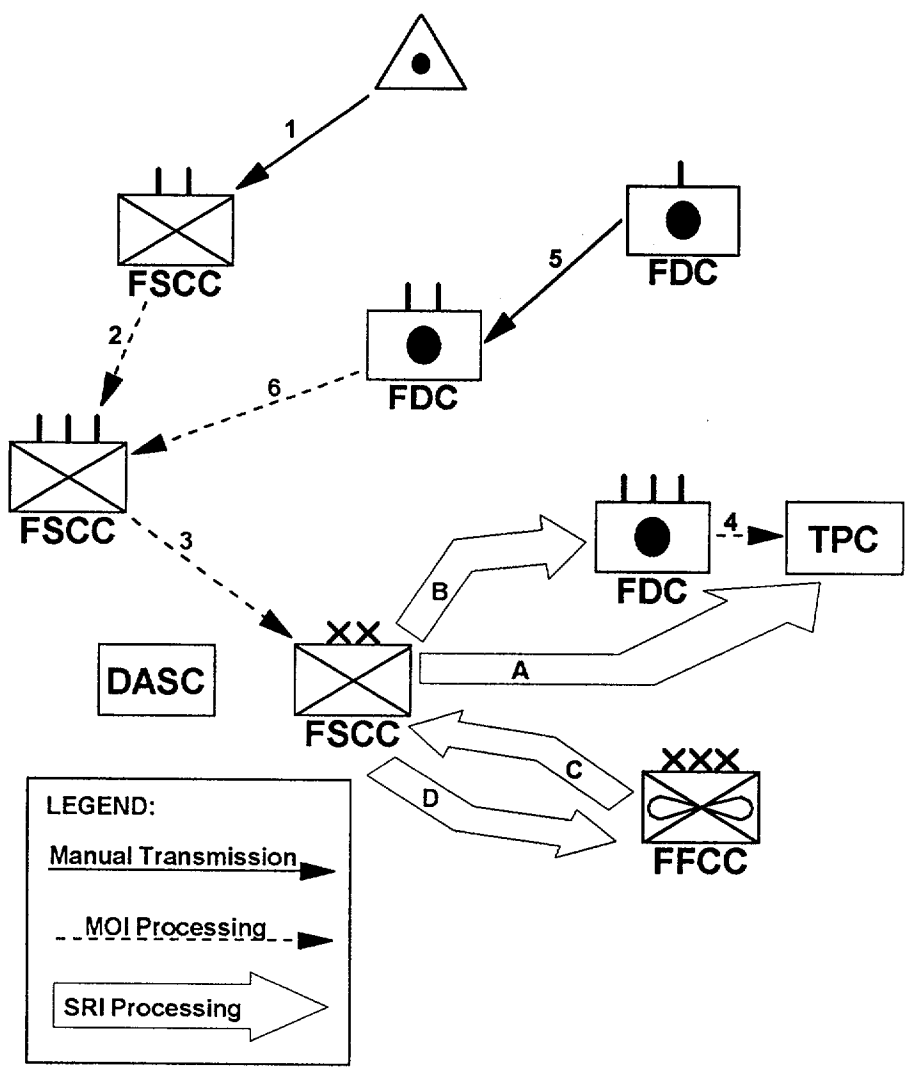 1
FSCC
5
FDC
2
6
FDC
FSCC
3
4
TPC
FDC
B
DASC
A
FSCC
C
D
FFCC
LEGEND:
Manual Transmission
MOI Processing
SRI Processing